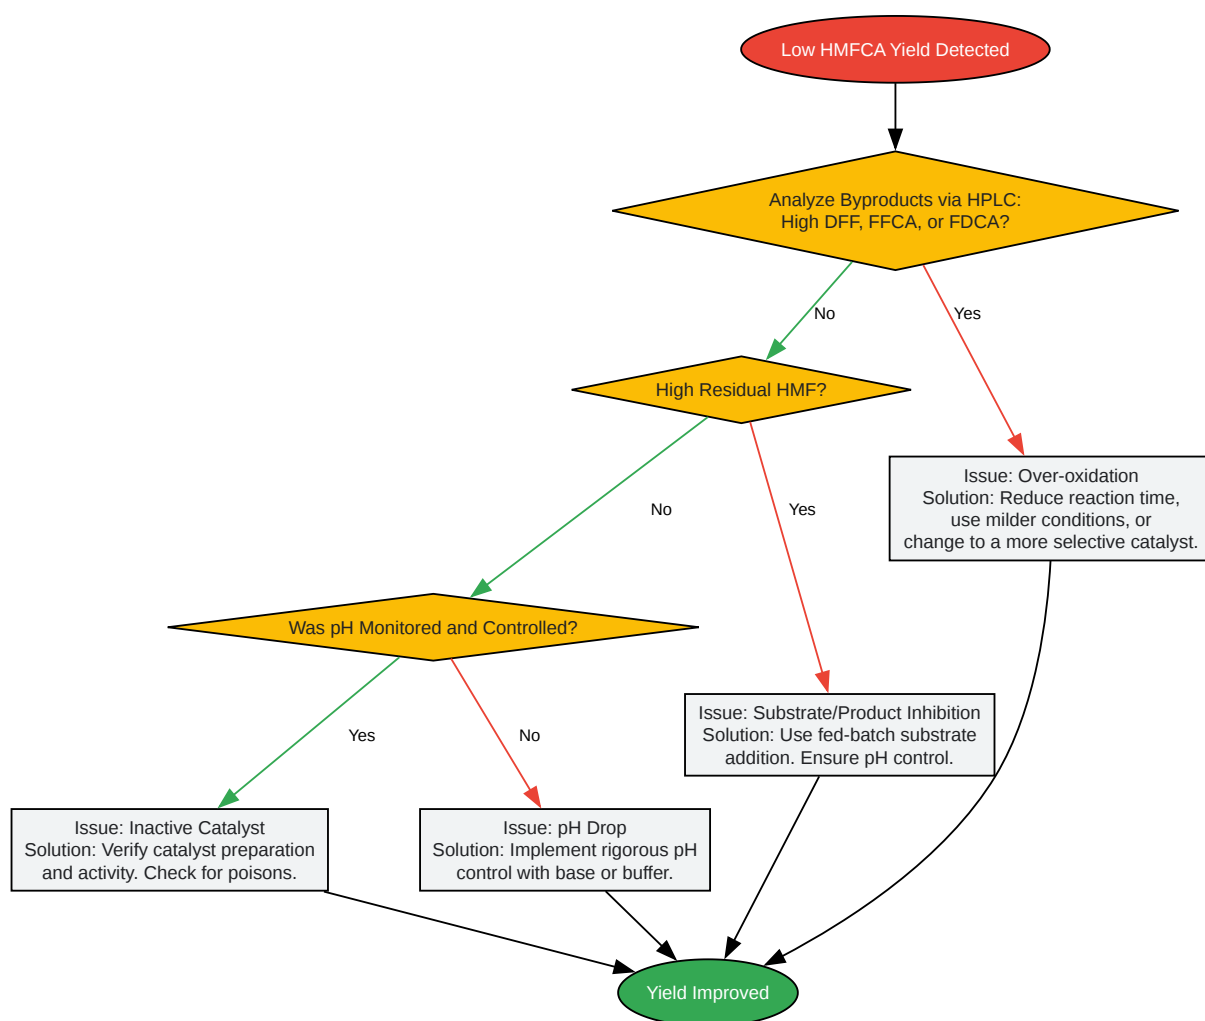 Low HMFCA Yield Detected
Analyze Byproducts via HPLC:
High DFF, FFCA, or FDCA?
No
Yes
High Residual HMF?
Issue: Over-oxidation
Solution: Reduce reaction time,
use milder conditions, or
change to a more selective catalyst.
No
Yes
Was pH Monitored and Controlled?
Issue: Substrate/Product Inhibition
Solution: Use fed-batch substrate
addition. Ensure pH control.
Yes
No
Issue: Inactive Catalyst
Solution: Verify catalyst preparation
and activity. Check for poisons.
Issue: pH Drop
Solution: Implement rigorous pH
control with base or buffer.
Yield Improved